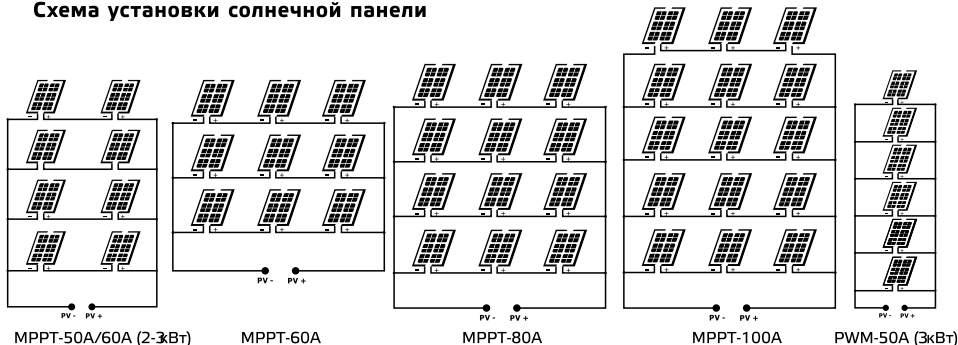 Схема установки солнечной панели
PV - PV +
PV - PV +
PV - PV +
PV - PV +
PV - PV +
MPPT-50A/60A (2-3кВт)
MPPT-60A
MPPT-80A
MPPT-100A
PWM-50A (3кВт)